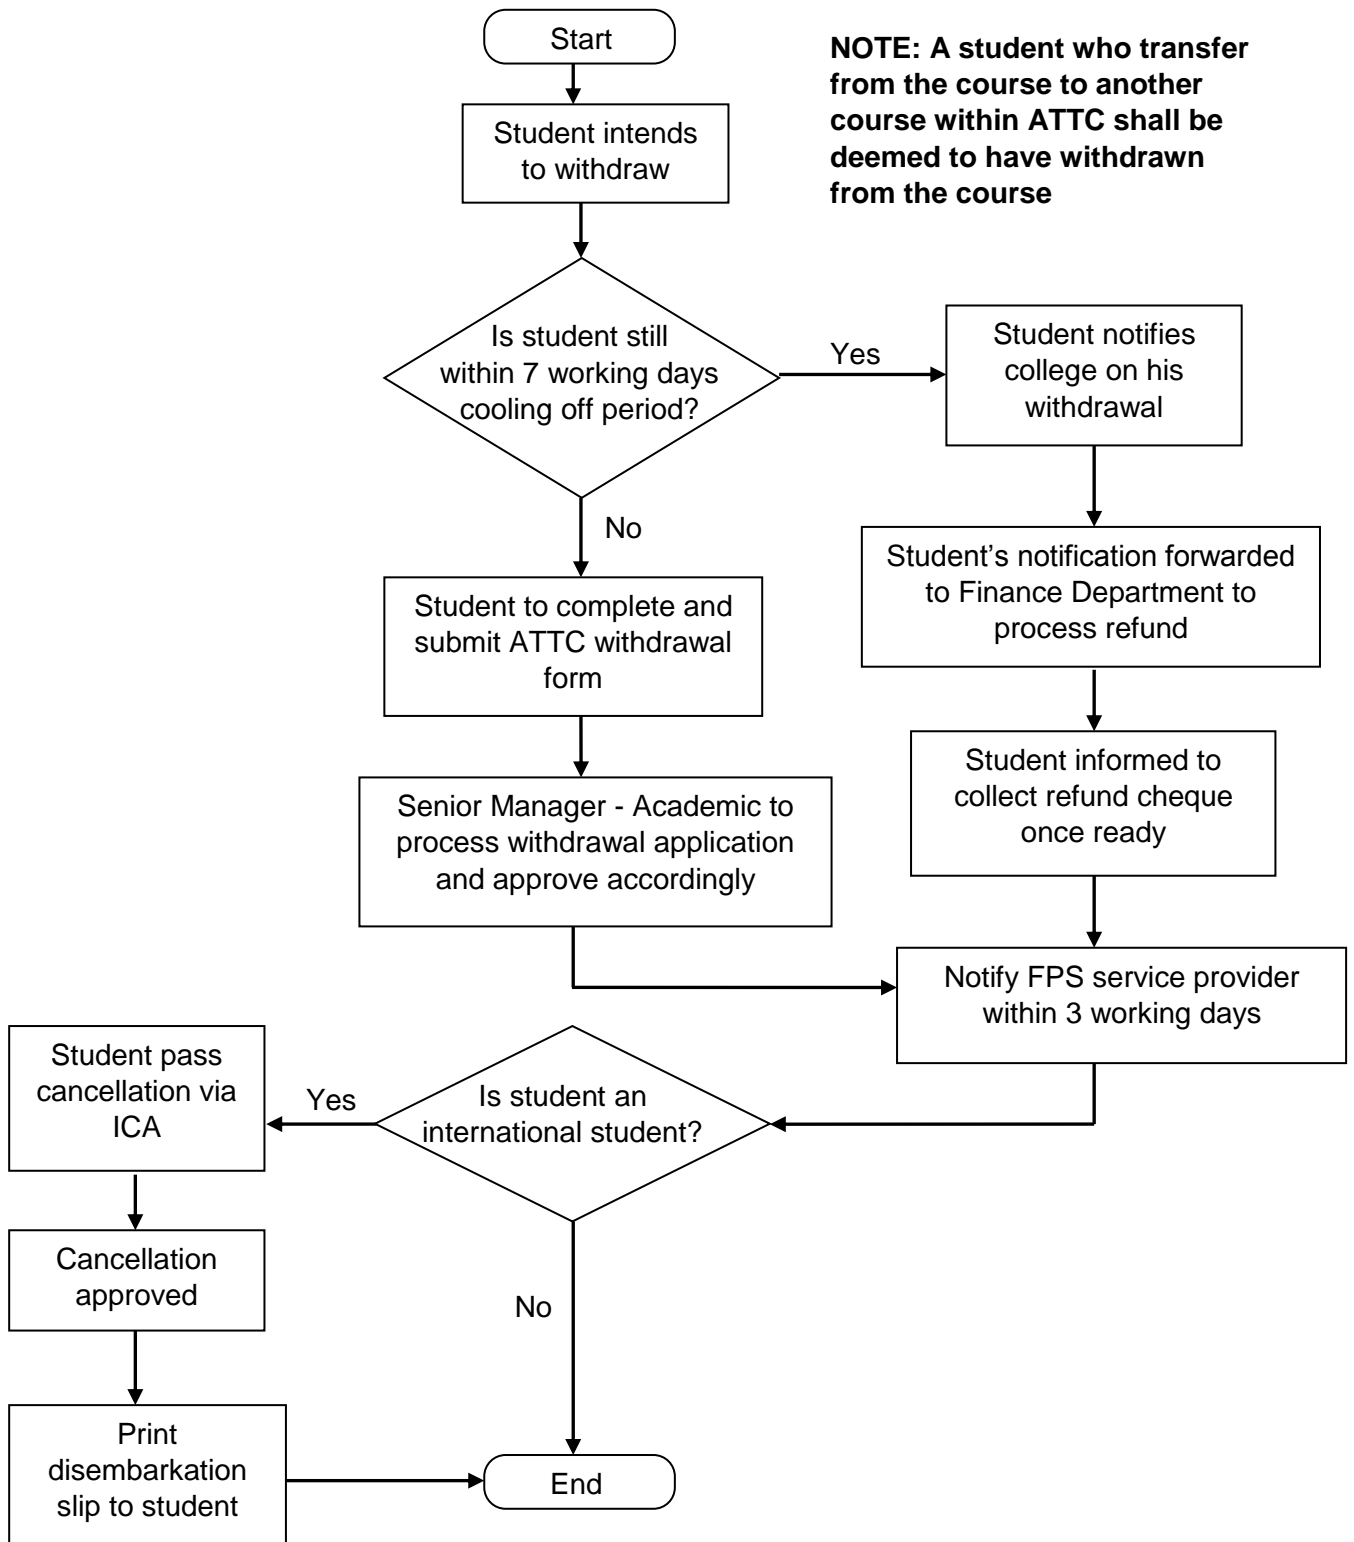 Start
NOTE: A student who transfer
from the course to another
course within ATTC shall be
deemed to have withdrawn
from the course
Student intends
to withdraw
Is student still
within 7 working days
cooling off period?
Yes
Student notifies
college on his
withdrawal
No
Student’s notification forwarded
to Finance Department to
process refund
Student to complete and
submit ATTC withdrawal
form
Student informed to
collect refund cheque
once ready
Senior Manager - Academic to
process withdrawal application
and approve accordingly
Notify FPS service provider
within 3 working days
Is student an
international student?
Yes
Student pass
cancellation via
ICA
Cancellation
approved
No
Print
disembarkation
slip to student
End